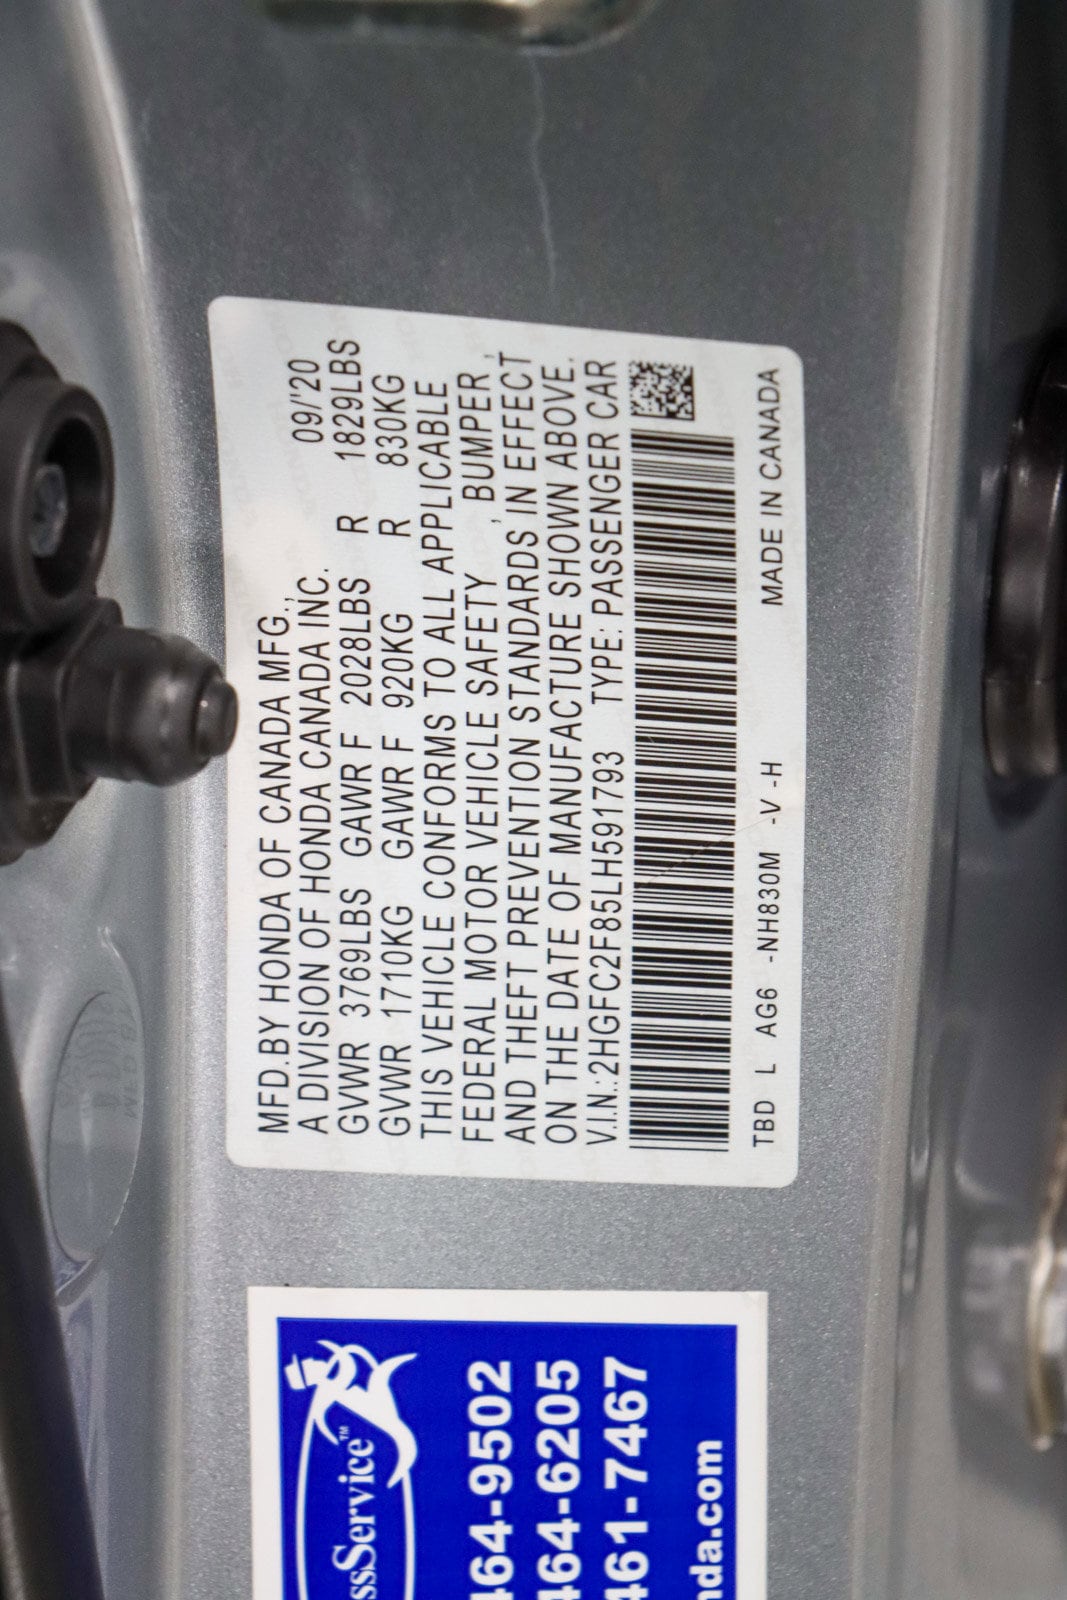 MFD.BY HONDA OF CANADA MFG.,
A DIVISION OF HONDA CANADA INC. 09/'20
GVWR 3769LBS GAWR F 2028LBS R 1829LBS
GVWR 1710KG GAWR F 920KG R 830KG
THIS VEHICLE CONFORMS TO ALL APPLICABLE
FEDERAL MOTOR VEHICLE SAFETY , BUMPER ,
AND THEFT PREVENTION STANDARDS IN EFFECT
ON THE DATE OF MANUFACTURE SHOWN ABOVE.
V.I.N.:2HGFC2F85LH591793 TYPE: PASSENGER CAR
TBD L AG6 -NH830M -V -H MADE IN CANADA
ssService™
464-9502
464-6205
461-7467
nda.com